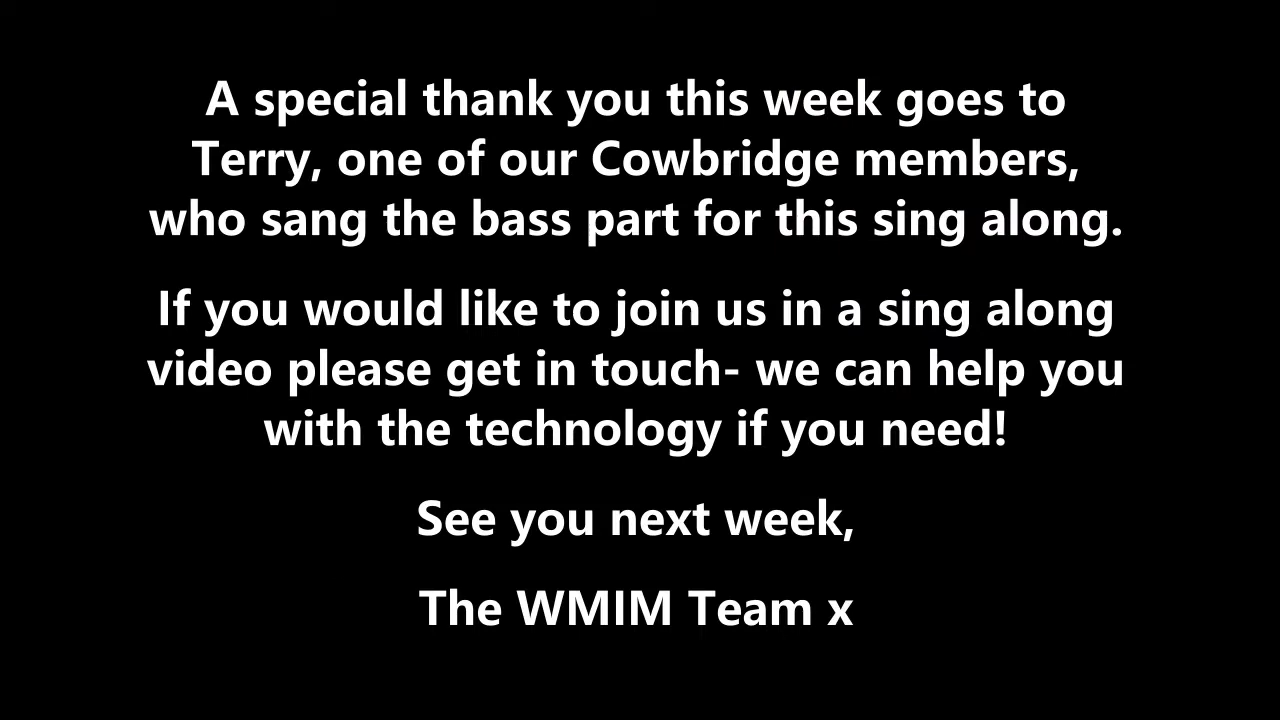 A special thank you this week goes to
Terry, one of our Cowbridge members,
who sang the bass part for this sing along.
If you would like to join us in a sing along
video please get in touch- we can help you
with the technology if you need!
See you next week,
The WMIM Team x